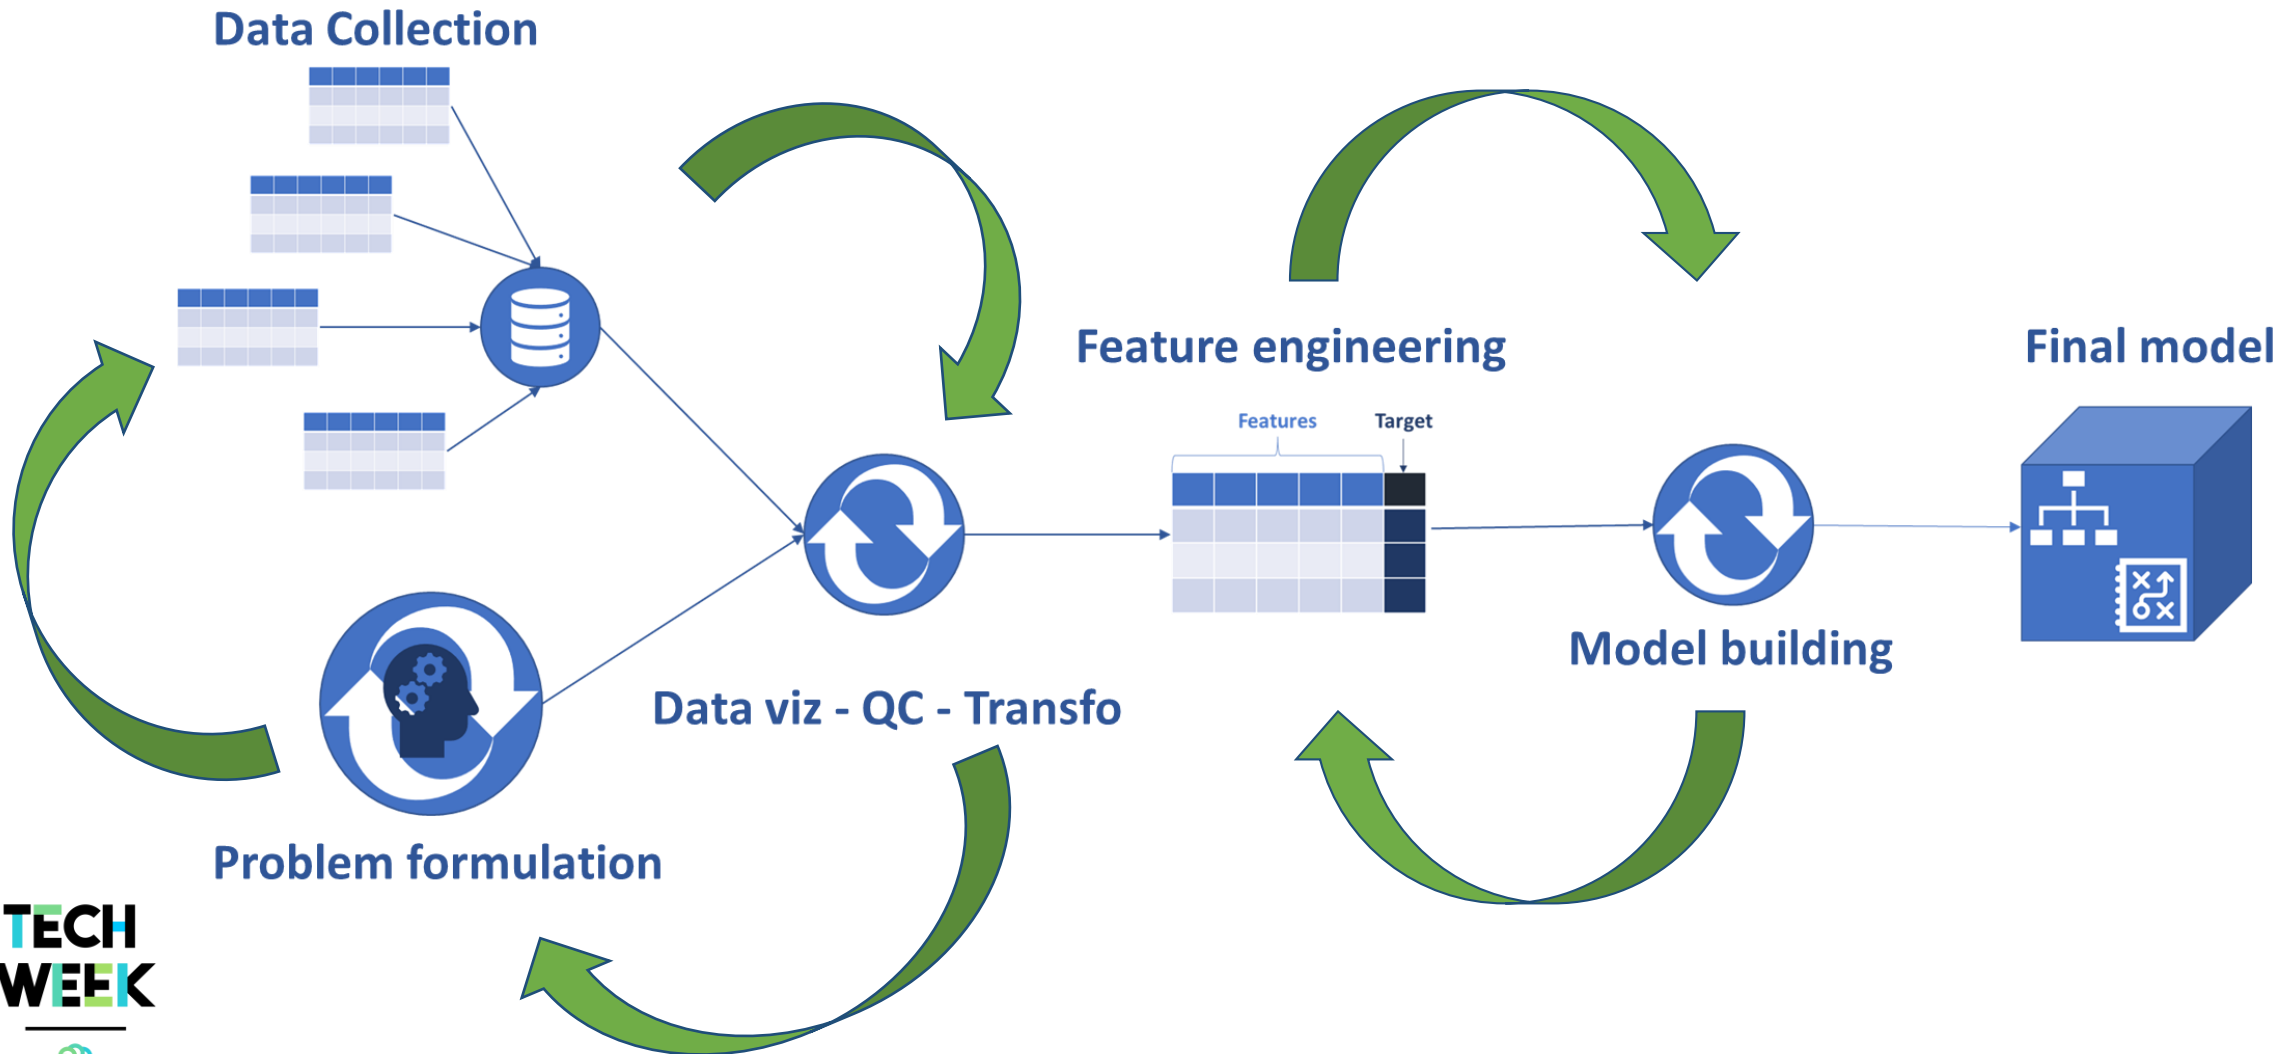 Data Collection
Feature engineering
Final model
Features
Target
Model building
Data viz - QC - Transfo
Problem formulation
TECH
WEEK